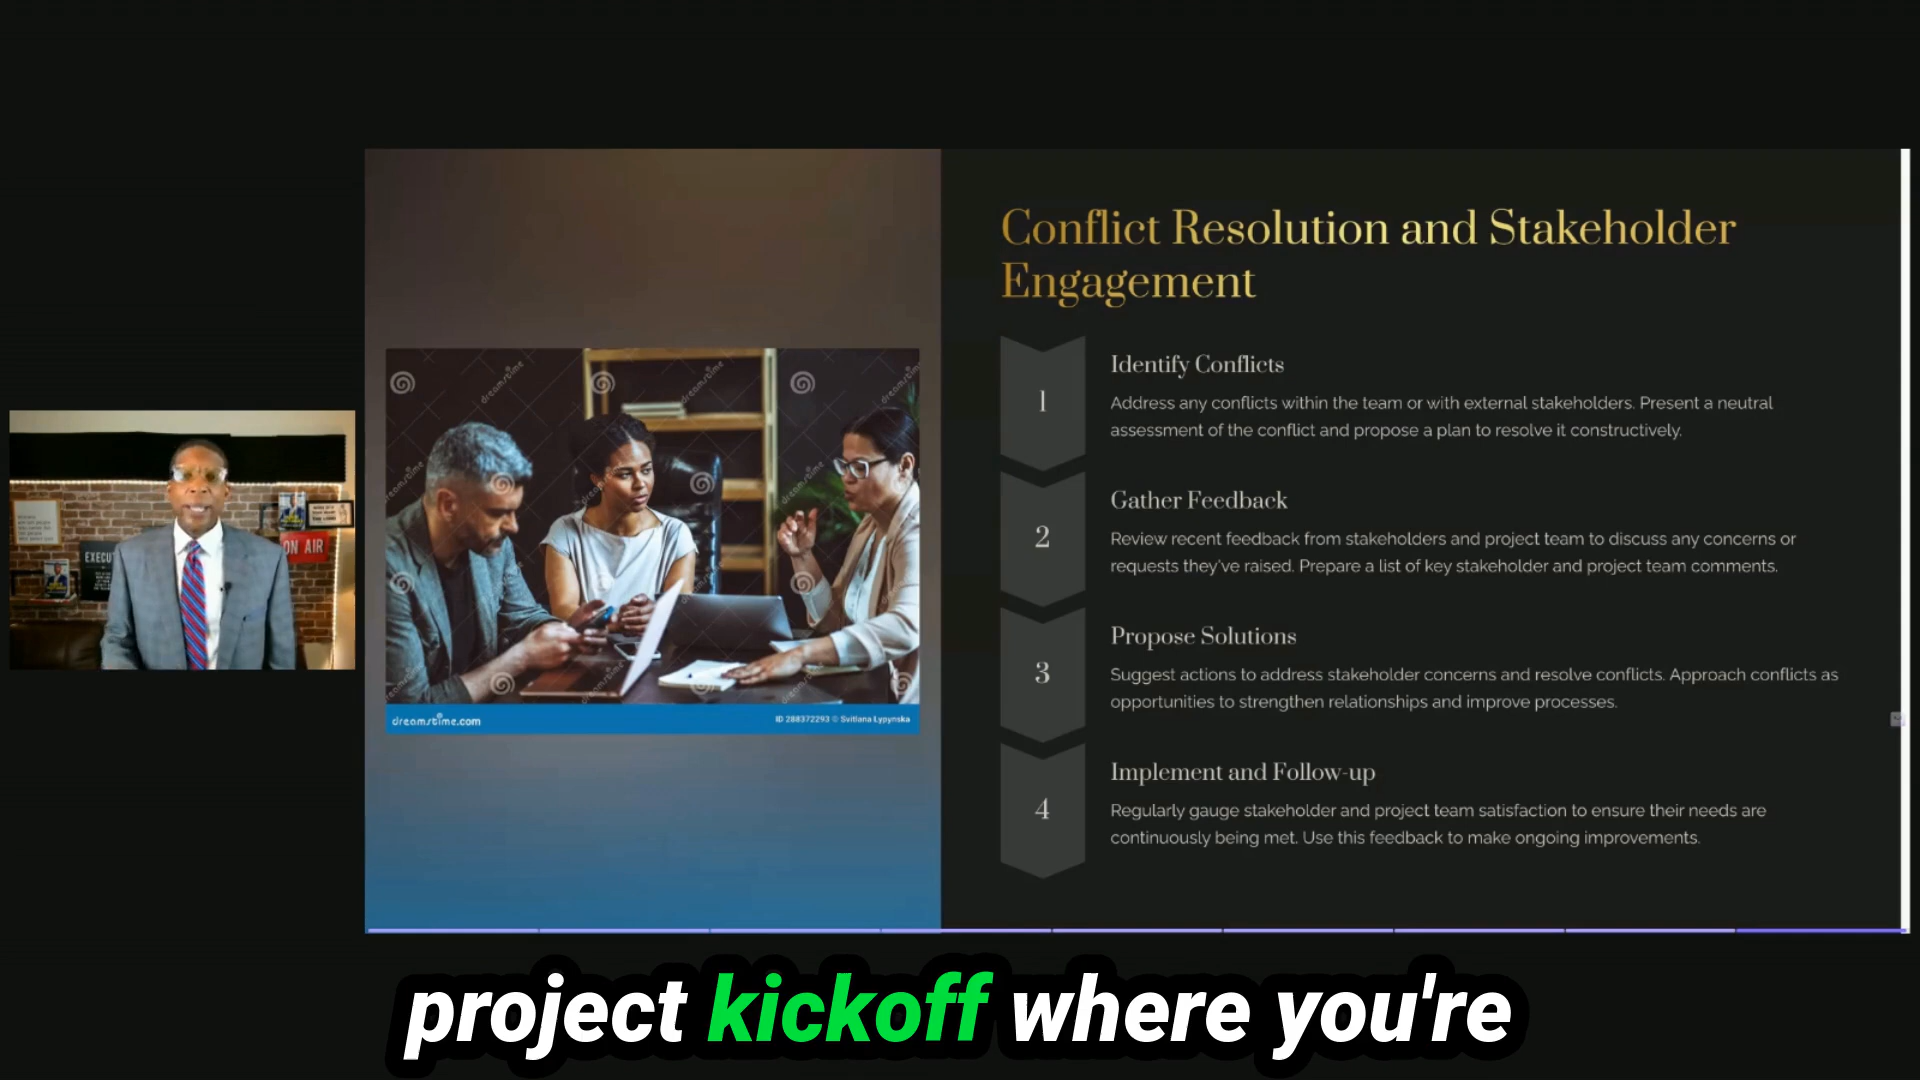 Conflict Resolution and Stakeholder
Engagement
1
Identify Conflicts
Address any conflicts within the team or with external stakeholders. Present a neutral
assessment of the conflict and propose a plan to resolve it constructively.
2
Gather Feedback
Review recent feedback from stakeholders and project team to discuss any concerns or
requests they've raised. Prepare a list of key stakeholder and project team comments.
3
Propose Solutions
Suggest actions to address stakeholder concerns and resolve conflicts. Approach conflicts as
opportunities to strengthen relationships and improve processes.
4
Implement and Follow-up
Regularly gauge stakeholder and project team satisfaction to ensure their needs are
continuously being met. Use this feedback to make ongoing improvements.
dreamstime
dreamstime
dreamstime
dreamstime.com
ID 288372293 © Svitlana Lypynska
ON AIR
project kickoff where you're